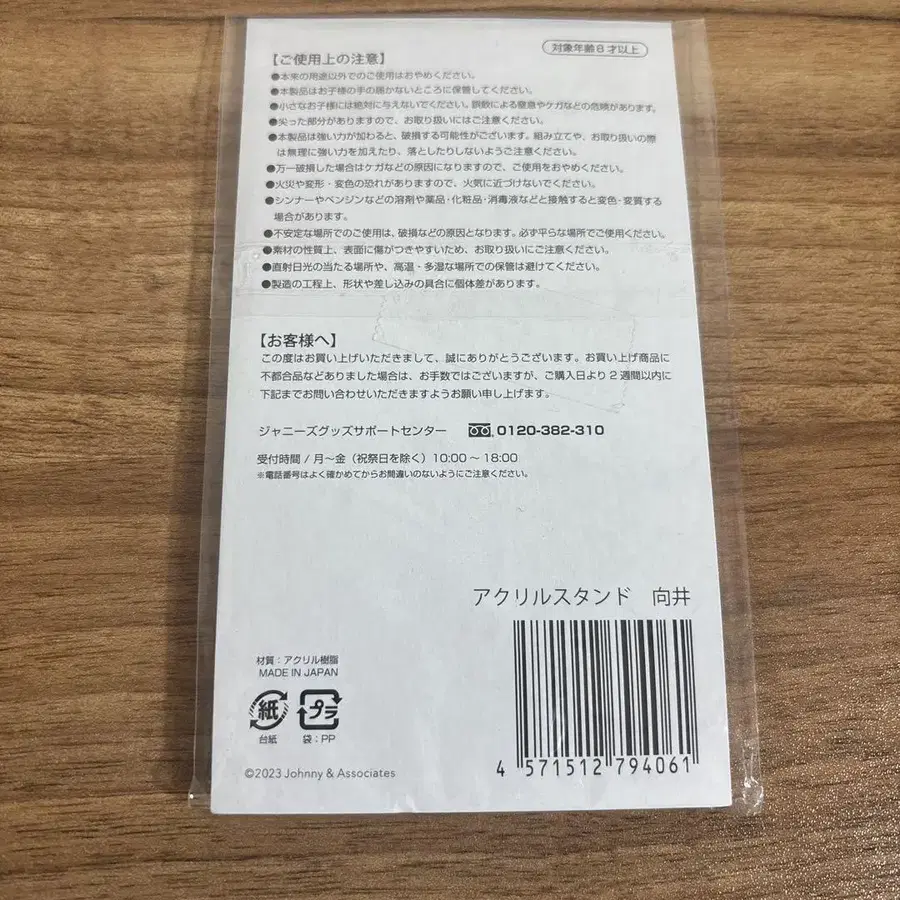 対象年齢8才以上
【ご使用上の注意】
●本来の用途以外でのご使用はおやめください。
●本製品はお子様の手の届かないところに保管してください。
●小さなお子様には絶対に与えないでください。誤飲による窒息やケガなどの危険があります。
●尖った部分がありますので、お取り扱いにはご注意ください。
●本製品は強い力が加わると、破損する可能性がございます。組み立てや、お取り扱いの際
は無理に強い力を加えたり、落としたりしないようご注意ください。
●万一破損した場合はケガなどの原因になりますので、ご使用をおやめください。
●火災や変形・変色の恐れがありますので、火気に近づけないでください。
●シンナーやベンジンなどの溶剤や薬品・化粧品・消毒液などと接触すると変色・変質する
場合があります。
●不安定な場所でのご使用は、破損などの原因となります。必ず平らな場所でご使用ください。
●素材の性質上、表面に傷がつきやすいため、お取り扱いにご注意ください。
●直射日光の当たる場所や、高温・多湿な場所での保管は避けてください。
●製造の工程上、形状や差し込みの具合に個体差があります。
【お客様へ】
この度はお買い上げいただきまして、誠にありがとうございます。お買い上げ商品に
不都合品などありました場合は、お手数ではございますが、ご購入日より2週間以内に
下記までお問い合わせいただきますようお願い申し上げます。
ジャニーズグッズサポートセンター 0120-382-310
受付時間/月～金（祝祭日を除く）10:00～18:00
※電話番号はよく確かめてからお間違いのないようにご注意ください。
アクリルスタンド 向井
材質：アクリル樹脂
MADE IN JAPAN
紙 プラ
台紙 袋：PP
©2023 Johnny & Associates
4 571512 794061